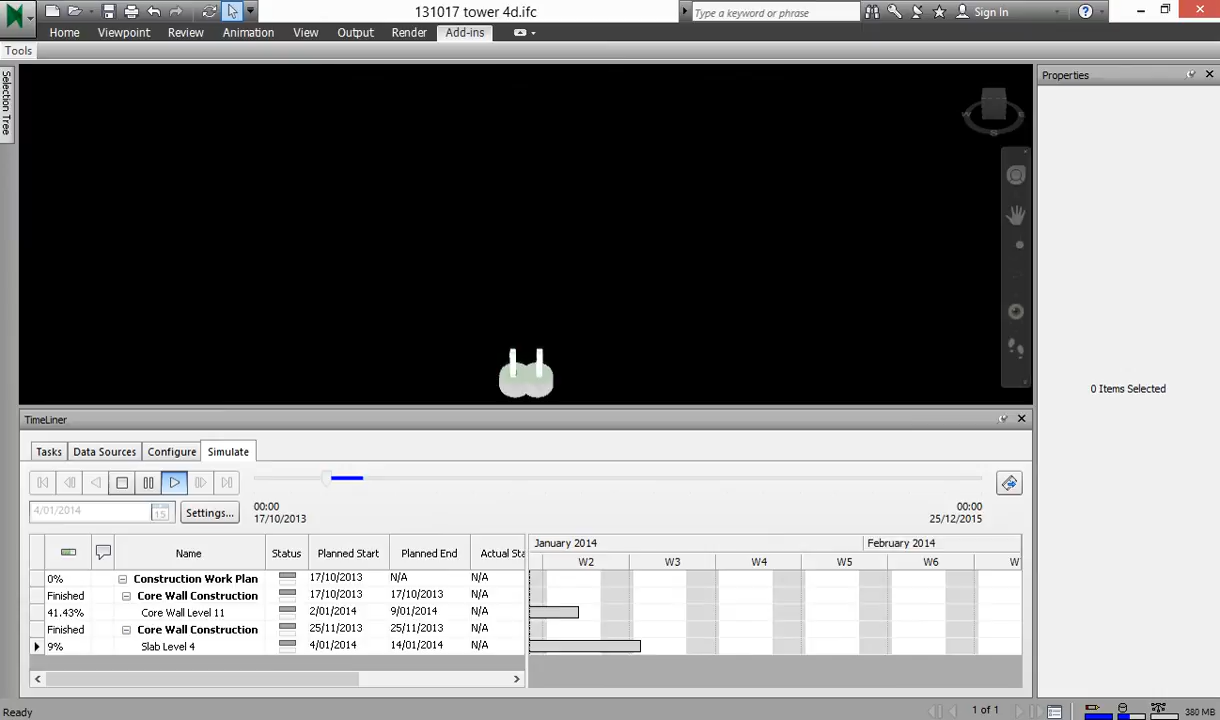 131017 tower 4d.ifc
Type a keyword or phrase
Sign In
Home Viewpoint Review Animation View Output Render Add-ins
Tools
Selection Tree
Properties
0 Items Selected
TimeLiner
Tasks Data Sources Configure Simulate
4/01/2014 15 Settings...
00:00
17/10/2013
00:00
25/12/2015
Name Status Planned Start Planned End Actual Sta
January 2014 February 2014
W2 W3 W4 W5 W6 W
0% Construction Work Plan 17/10/2013 N/A N/A
Finished Core Wall Construction 17/10/2013 17/10/2013 N/A
41.43% Core Wall Level 11 2/01/2014 9/01/2014 N/A
Finished Core Wall Construction 25/11/2013 25/11/2013 N/A
9% Slab Level 4 4/01/2014 14/01/2014 N/A
Ready
1 of 1
380 MB